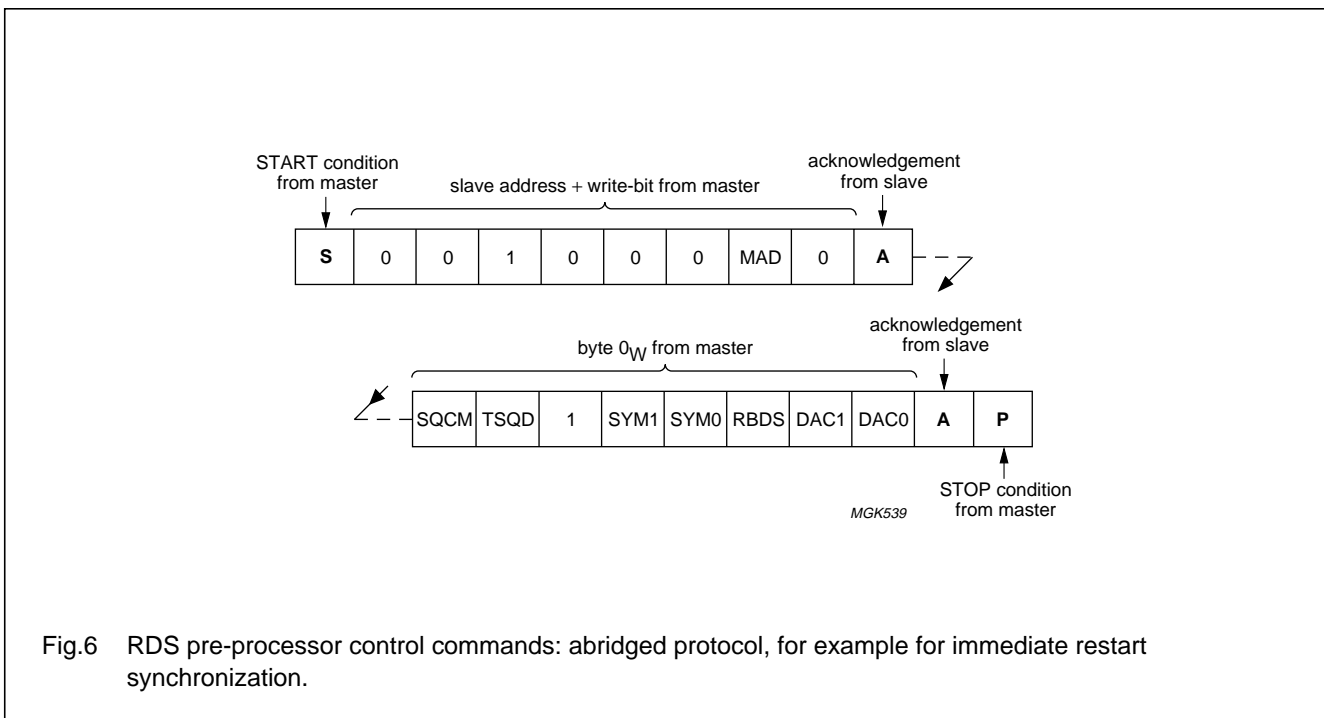 START condition
from master
slave address + write-bit from master
acknowledgement
from slave
S 0 0 1 0 0 0 MAD 0 A
byte 0W from master
acknowledgement
from slave
SQCM TSQD 1 SYM1 SYM0 RBDS DAC1 DAC0 A P
STOP condition
from master
MGK539
Fig.6 RDS pre-processor control commands: abridged protocol, for example for immediate restart
synchronization.